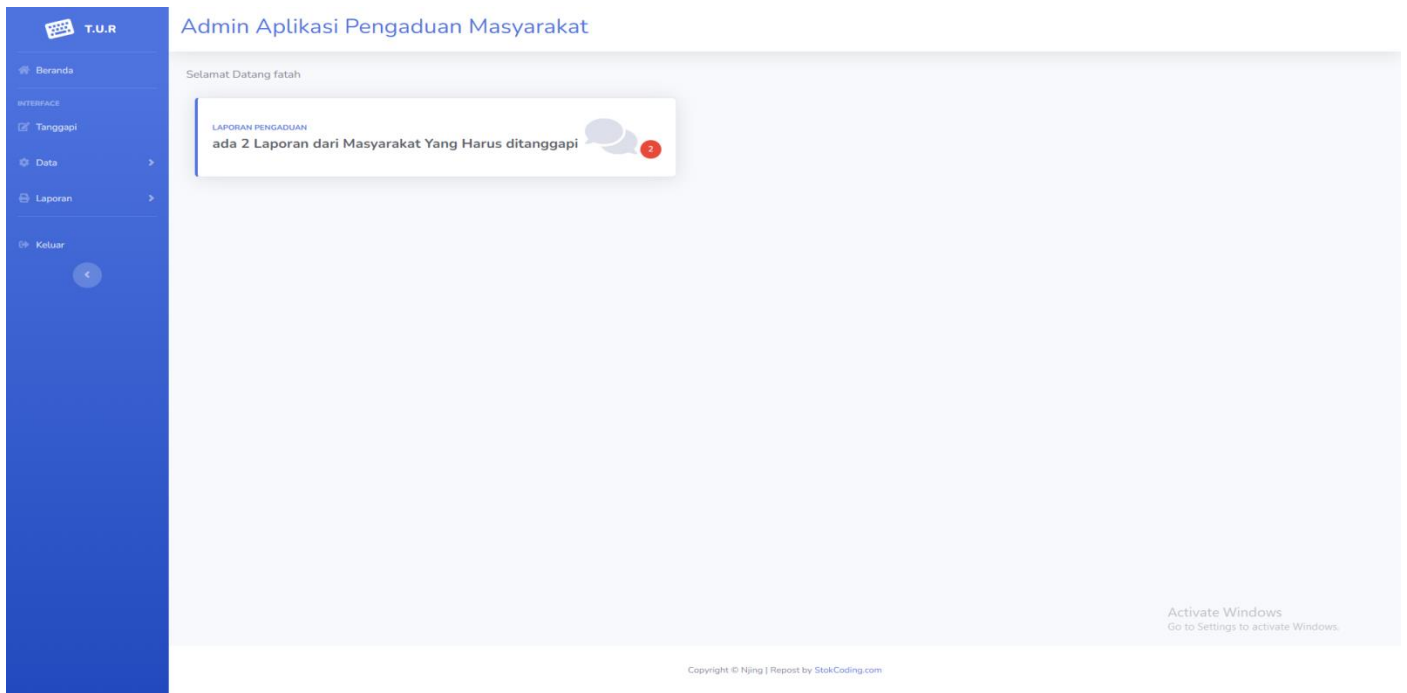 T.U.R
Admin Aplikasi Pengaduan Masyarakat
Beranda
INTERFACE
Tanggapi
Data
Laporan
Keluar
Selamat Datang fatah
LAPORAN PENGADUAN
ada 2 Laporan dari Masyarakat Yang Harus ditanggapi
2
Activate Windows
Go to Settings to activate Windows.
Copyright © Njing | Repost by StokCoding.com